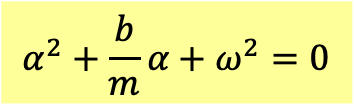 α² + b/m α + ω² = 0